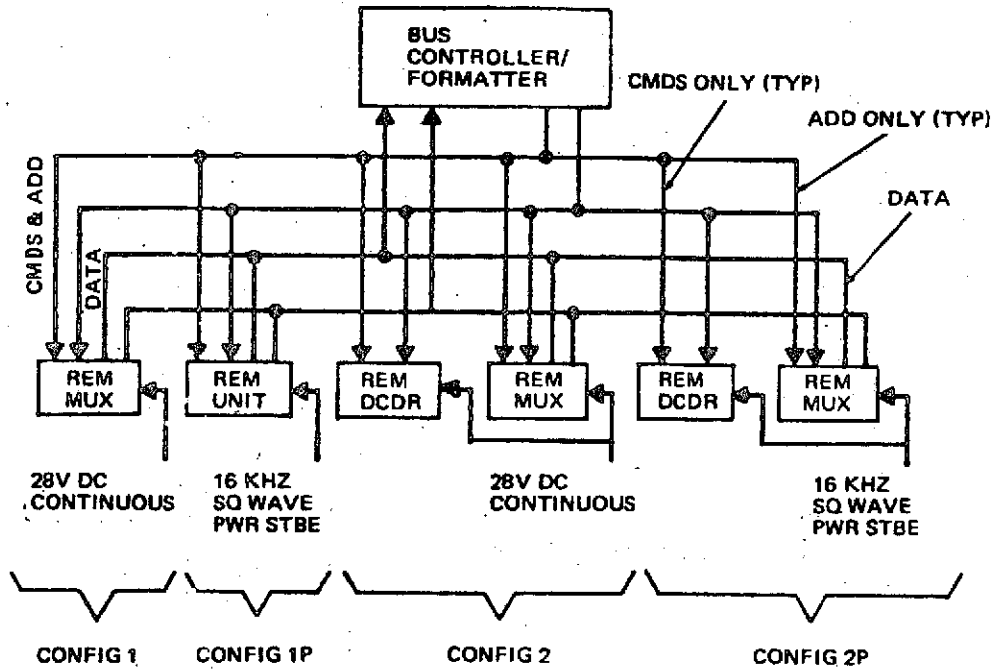 BUS
CONTROLLER/
FORMATTER
CMDS ONLY (TYP)
ADD ONLY (TYP)
DATA
CMDS & ADD
DATA
REM
MUX
REM
UNIT
REM
DCDR
REM
MUX
REM
DCDR
REM
MUX
28V DC
CONTINUOUS
16 KHZ
SQ WAVE
PWR STBE
28V DC
CONTINUOUS
16 KHZ
SQ WAVE
PWR STBE
CONFIG 1
CONFIG 1P
CONFIG 2
CONFIG 2P